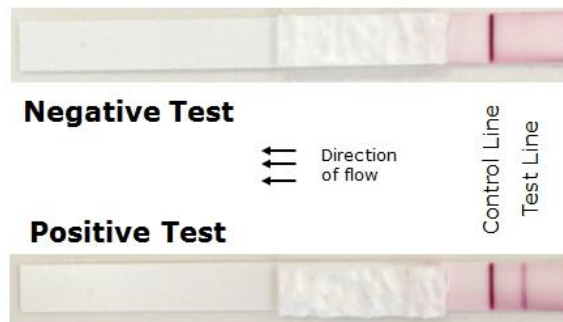 Negative Test
Direction
of flow
Control Line
Test Line
Positive Test